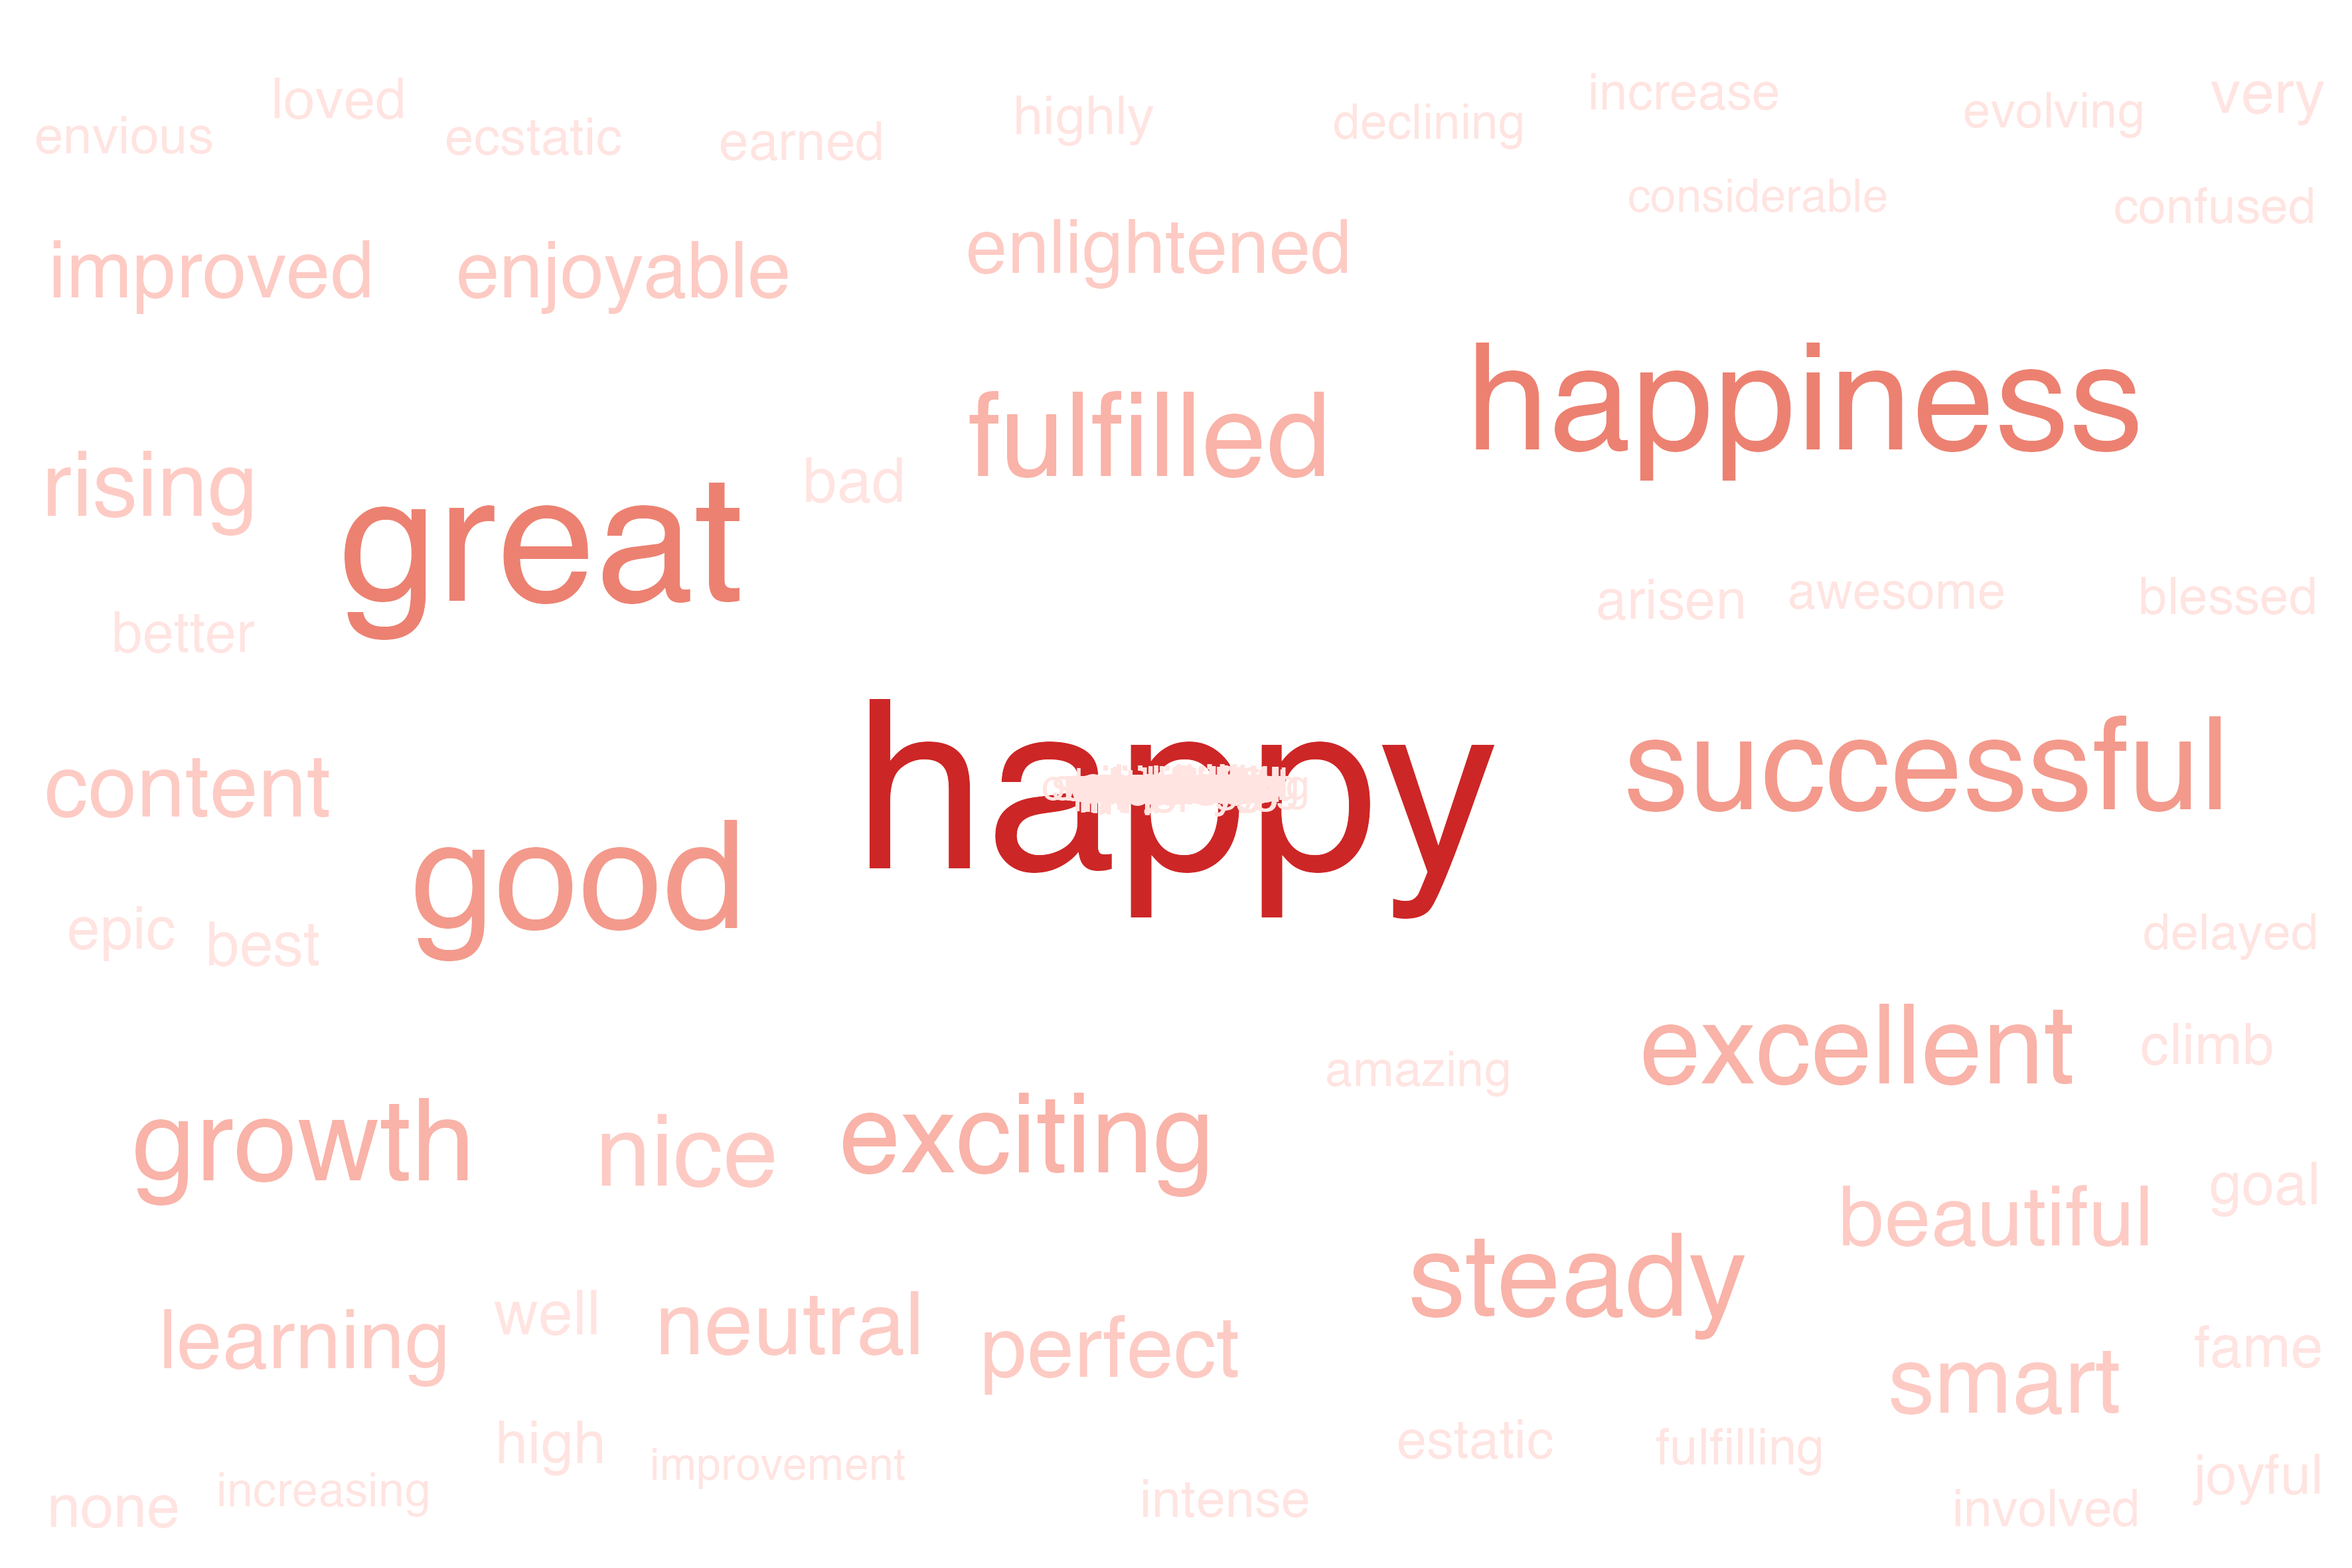 loved
envious
ecstatic
earned
highly
declining
increase
evolving
very
considerable
confused
improved
enjoyable
enlightened
happiness
fulfilled
rising
great
bad
better
arisen
awesome
blessed
content
good
happy
successful
epic
best
delayed
excellent
climb
amazing
growth
nice
exciting
beautiful
goal
steady
learning
well
neutral
perfect
smart
fame
high
improvement
estatic
fulfilling
joyful
none
increasing
intense
involved